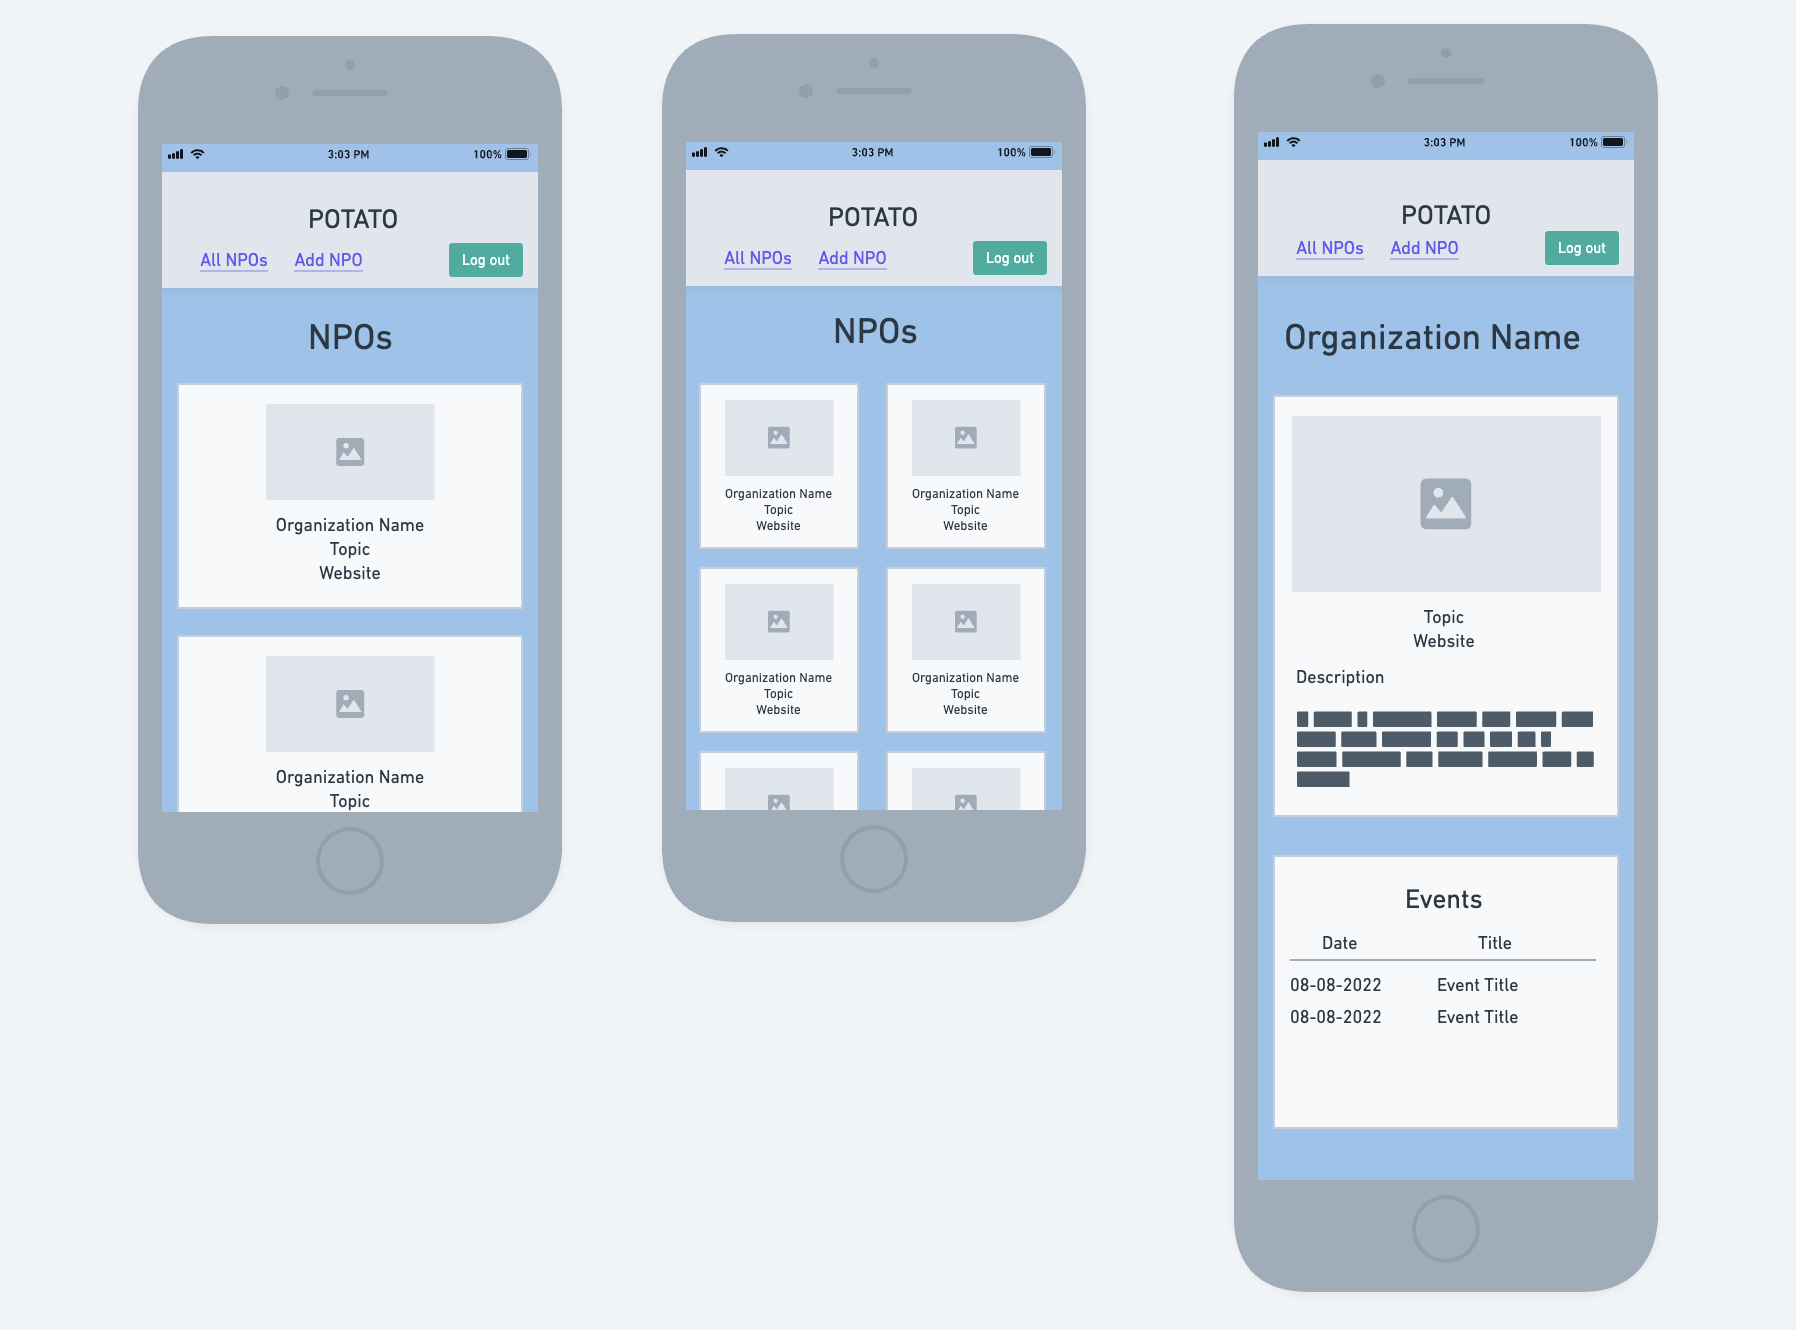 3:03 PM 100%
POTATO
All NPOs Add NPO Log out
NPOs
Organization Name
Topic
Website
Organization Name
Topic
3:03 PM 100%
POTATO
All NPOs Add NPO Log out
NPOs
Organization Name Organization Name
Topic Topic
Website Website
Organization Name Organization Name
Topic Topic
Website Website
3:03 PM 100%
POTATO
All NPOs Add NPO Log out
Organization Name
Topic
Website
Description
Events
Date Title
08-08-2022 Event Title
08-08-2022 Event Title